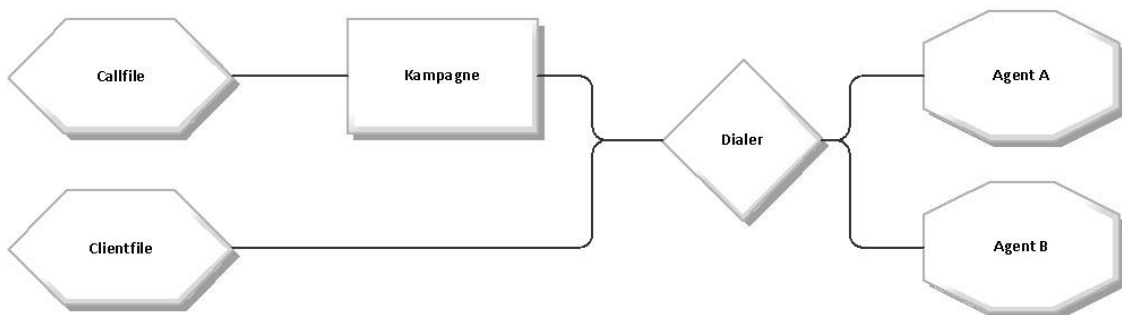 Callfile
Kampagne
Dialer
Agent A
Clientfile
Agent B